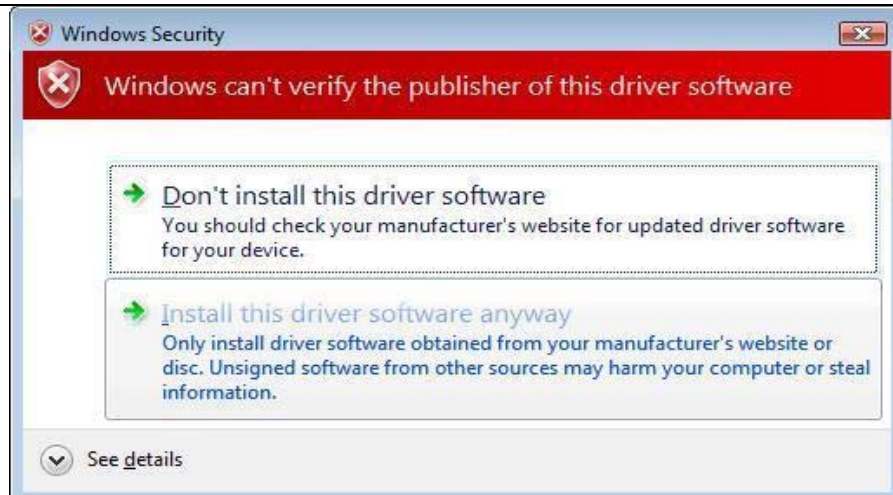 Windows Security
Windows can't verify the publisher of this driver software
Don't install this driver software
You should check your manufacturer's website for updated driver software
for your device.
Install this driver software anyway
Only install driver software obtained from your manufacturer's website or
disc. Unsigned software from other sources may harm your computer or steal
information.
See details